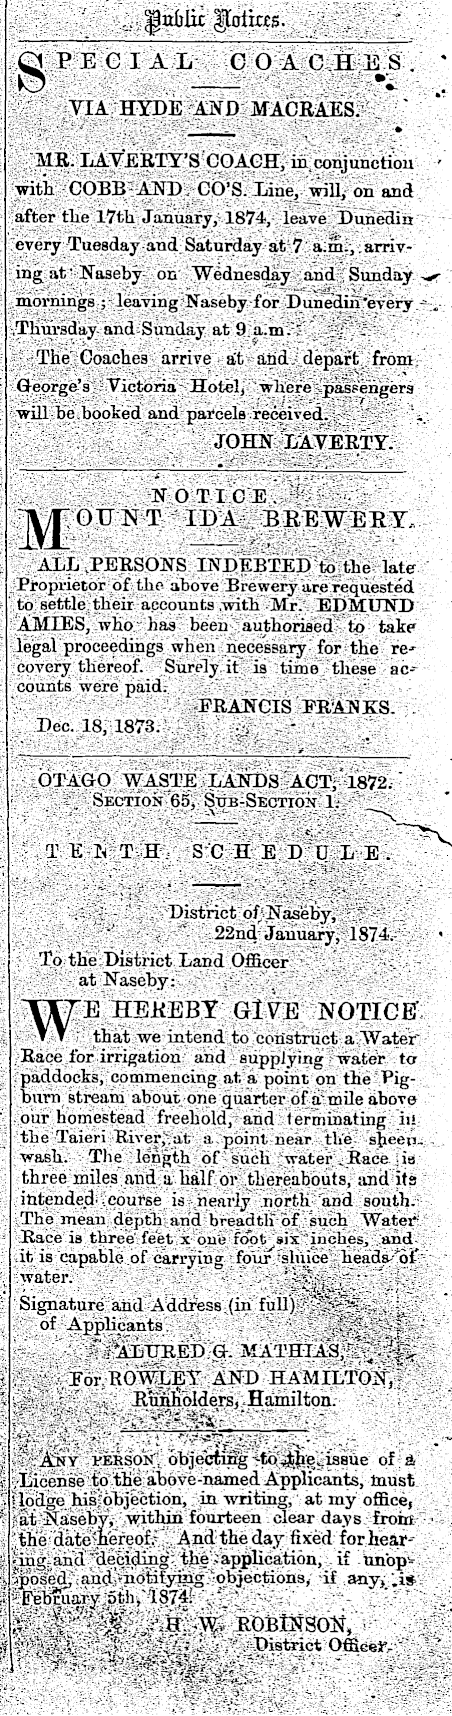 Public Notices.
SPECIAL COACHES.
VIA HYDE AND MACRAES.
MR. LAVERTY'S COACH, in conjunction
with COBB AND CO'S. Line, will, on and
after the 17th January, 1874, leave Dunedin
every Tuesday and Saturday at 7 a.m., arriv-
ing at Naseby on Wednesday and Sunday
mornings; leaving Naseby for Dunedin every
Thursday and Sunday at 9 a.m.
The Coaches arrive at and depart from
George's Victoria Hotel, where passengers
will be booked and parcels received.
JOHN LAVERTY.
NOTICE.
MOUNT IDA BREWERY.
ALL PERSONS INDEBTED to the late
Proprietor of the above Brewery are requested
to settle their accounts with Mr. EDMUND
AMIES, who has been authorised to take
legal proceedings when necessary for the re-
covery thereof. Surely it is time these ac-
counts were paid.
FRANCIS FRANKS.
Dec. 18, 1873.
OTAGO WASTE LANDS ACT, 1872.
SECTION 65, SUB-SECTION 1.
TENTH SCHEDULE.
District of Naseby,
22nd January, 1874.
To the District Land Officer
at Naseby:
WE HEREBY GIVE NOTICE
that we intend to construct a Water
Race for irrigation and supplying water to
paddocks, commencing at a point on the Pig-
burn stream about one quarter of a mile above
our homestead freehold, and terminating in
the Taieri River, at a point near the sheep-
wash. The length of such water Race is
three miles and a half or thereabouts, and its
intended course is nearly north and south.
The mean depth and breadth of such Water
Race is three feet x one foot six inches, and
it is capable of carrying four sluice heads of
water.
Signature and Address (in full)
of Applicants
ALURED G. MATHIAS,
For ROWLEY AND HAMILTON,
Runholders, Hamilton.
ANY PERSON objecting to the issue of a
License to the above-named Applicants, must
lodge his objection, in writing, at my office,
at Naseby, within fourteen clear days from
the date hereof. And the day fixed for hear-
ing and deciding the application, if unop-
posed, and notifying objections, if any, is
February 5th, 1874.
H. W. ROBINSON,
District Officer.